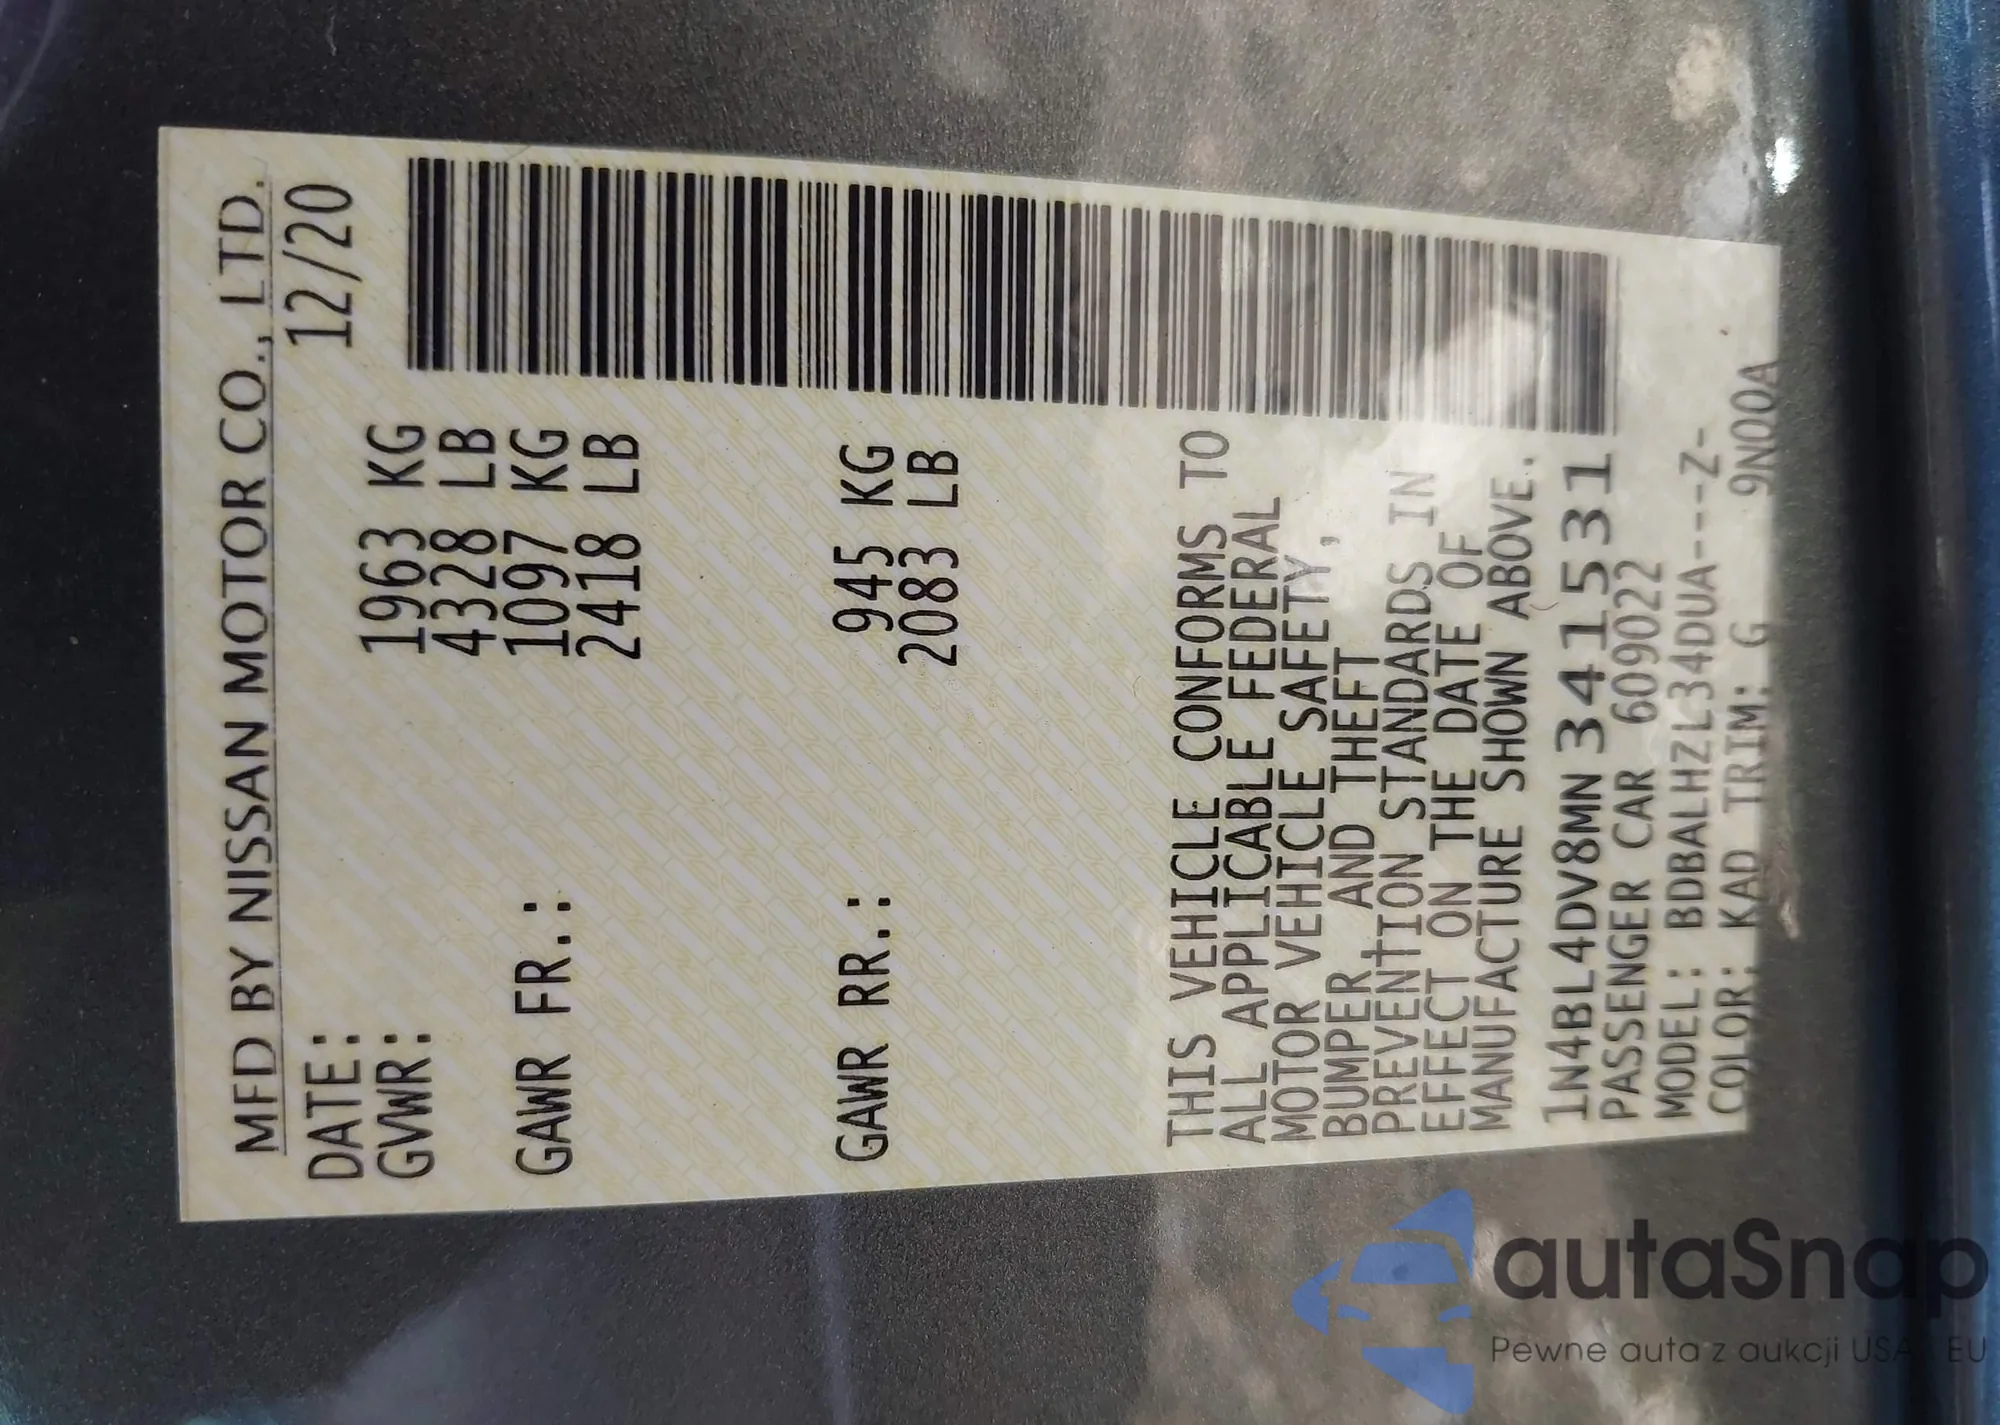 MFD BY NISSAN MOTOR CO., LTD.
DATE: 12/20
GVWR: 1963 KG
4328 LB
GAWR FR.: 1097 KG
2418 LB
GAWR RR.: 945 KG
2083 LB
THIS VEHICLE CONFORMS TO
ALL APPLICABLE FEDERAL
MOTOR VEHICLE SAFETY,
BUMPER AND THEFT
PREVENTION STANDARDS IN
EFFECT ON THE DATE OF
MANUFACTURE SHOWN ABOVE.
1N4BL4DV8MN 341531
PASSENGER CAR 609022
MODEL: BDBALHZL34DUA----Z-
COLOR: KAD TRIM: G 9N00A
autaSnap
Pewne auta z aukcji USA i EU